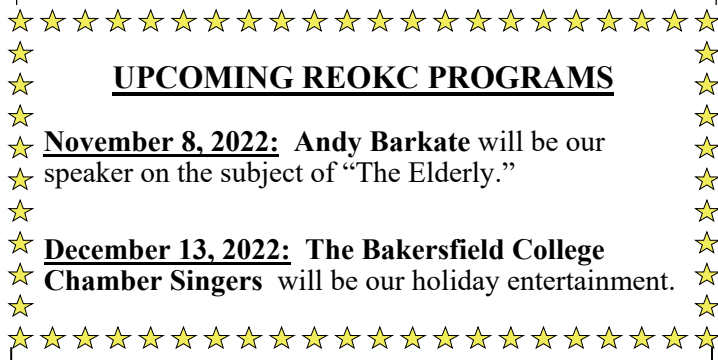 UPCOMING REOKC PROGRAMS
November 8, 2022: Andy Barkate will be our
speaker on the subject of “The Elderly.”
December 13, 2022: The Bakersfield College
Chamber Singers will be our holiday entertainment.